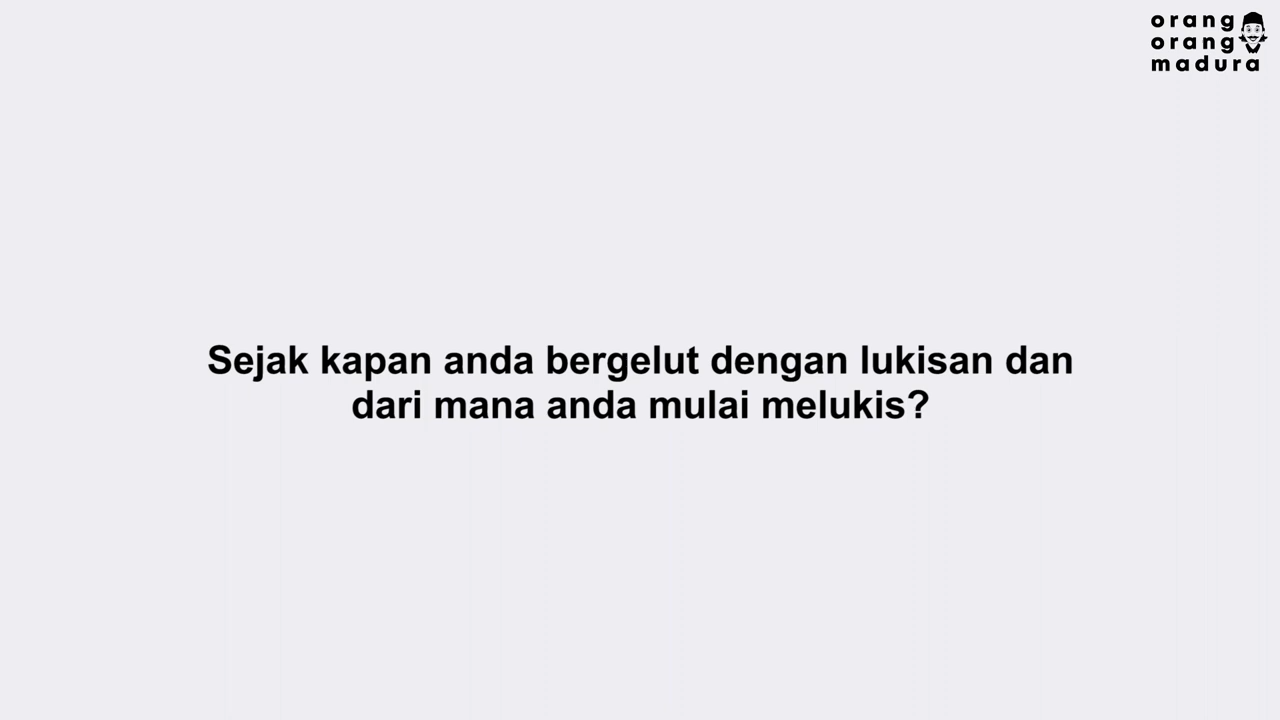 orang
orang
madura
Sejak kapan anda bergelut dengan lukisan dan
dari mana anda mulai melukis?